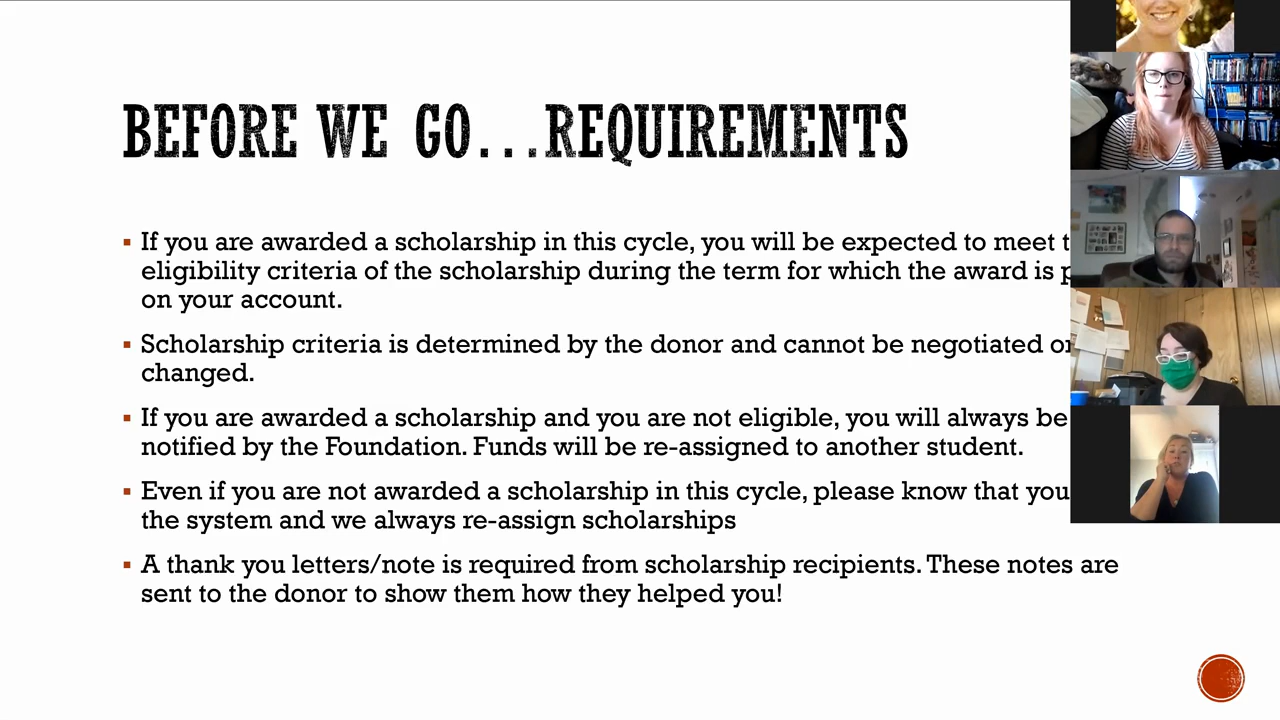 BEFORE WE GO...REQUIREMENTS
If you are awarded a scholarship in this cycle, you will be expected to meet
eligibility criteria of the scholarship during the term for which the award is
on your account.
Scholarship criteria is determined by the donor and cannot be negotiated or
changed.
If you are awarded a scholarship and you are not eligible, you will always be
notified by the Foundation. Funds will be re-assigned to another student.
Even if you are not awarded a scholarship in this cycle, please know that you
the system and we always re-assign scholarships
A thank you letters/note is required from scholarship recipients. These notes are
sent to the donor to show them how they helped you!